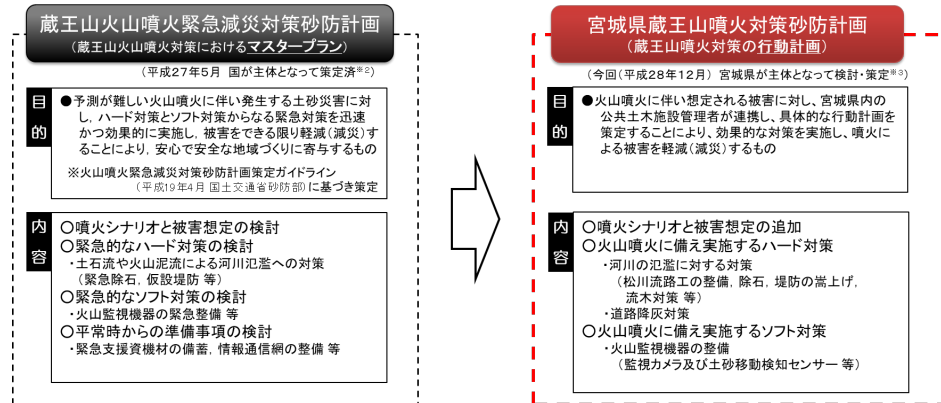 蔵王山火山噴火緊急減災対策砂防計画
(蔵王山火山噴火対策におけるマスタープラン)
(平成27年5月 国が主体となって策定済※2)
目的
●予測が難しい火山噴火に伴い発生する土砂災害に対
し,ハード対策とソフト対策からなる緊急対策を迅速
かつ効果的に実施し,被害をできる限り軽減(減災)す
ることにより,安心で安全な地域づくりに寄与するもの
※火山噴火緊急減災対策砂防計画策定ガイドライン
(平成19年4月 国土交通省砂防部)に基づき策定
内容
○噴火シナリオと被害想定の検討
○緊急的なハード対策の検討
・土石流や火山泥流による河川氾濫への対策
(緊急除石,仮設堤防 等)
○緊急的なソフト対策の検討
・火山監視機器の緊急整備 等
○平常時からの準備事項の検討
・緊急支援資機材の備蓄,情報通信網の整備 等
宮城県蔵王山噴火対策砂防計画
(蔵王山噴火対策の行動計画)
(今回(平成28年12月) 宮城県が主体となって検討・策定※3)
目的
●火山噴火に伴い想定される被害に対し、宮城県内の
公共土木施設管理者が連携し、具体的な行動計画を
策定することにより、効果的な対策を実施し、噴火に
よる被害を軽減(減災)するもの
内容
○噴火シナリオと被害想定の追加
○火山噴火に備え実施するハード対策
・河川の氾濫に対する対策
(松川流路工の整備,除石,堤防の嵩上げ,
流木対策 等)
・道路降灰対策
○火山噴火に備え実施するソフト対策
・火山監視機器の整備
(監視カメラ及び土砂移動検知センサー 等)